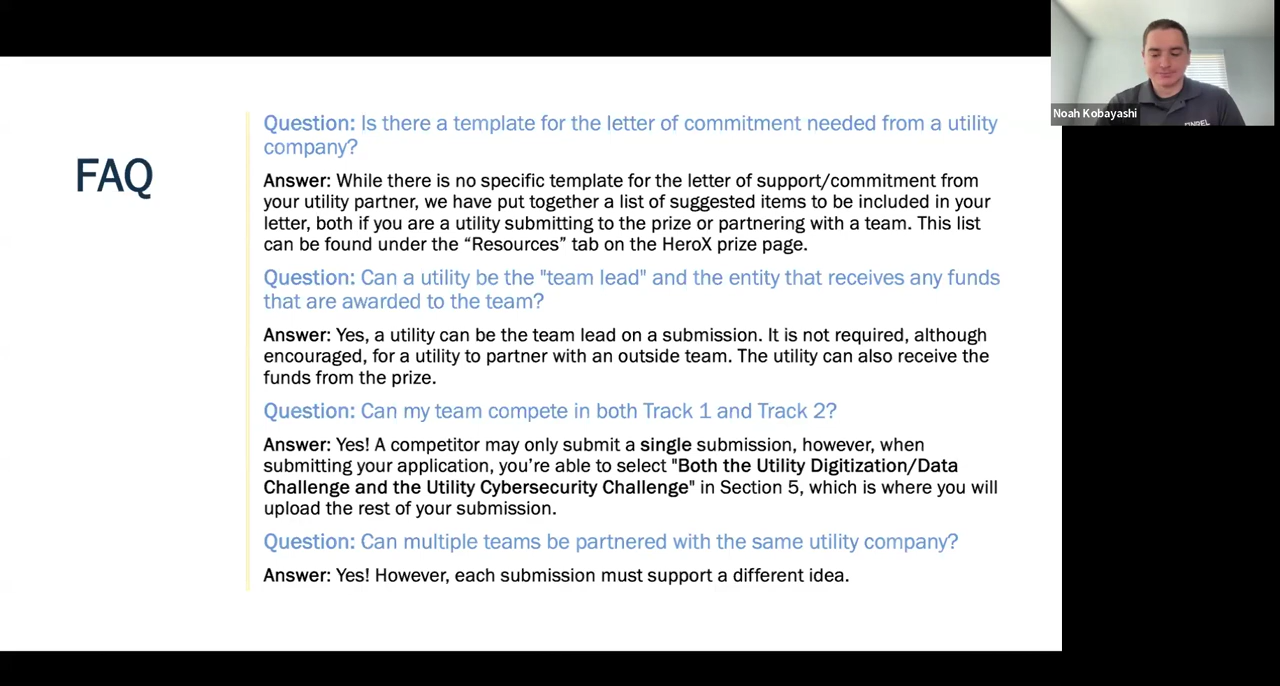 FAQ
Question: Is there a template for the letter of commitment needed from a utility
company?
Answer: While there is no specific template for the letter of support/commitment from
your utility partner, we have put together a list of suggested items to be included in your
letter, both if you are a utility submitting to the prize or partnering with a team. This list
can be found under the “Resources” tab on the HeroX prize page.
Question: Can a utility be the "team lead" and the entity that receives any funds
that are awarded to the team?
Answer: Yes, a utility can be the team lead on a submission. It is not required, although
encouraged, for a utility to partner with an outside team. The utility can also receive the
funds from the prize.
Question: Can my team compete in both Track 1 and Track 2?
Answer: Yes! A competitor may only submit a single submission, however, when
submitting your application, you’re able to select "Both the Utility Digitization/Data
Challenge and the Utility Cybersecurity Challenge" in Section 5, which is where you will
upload the rest of your submission.
Question: Can multiple teams be partnered with the same utility company?
Answer: Yes! However, each submission must support a different idea.
Noah Kobayashi